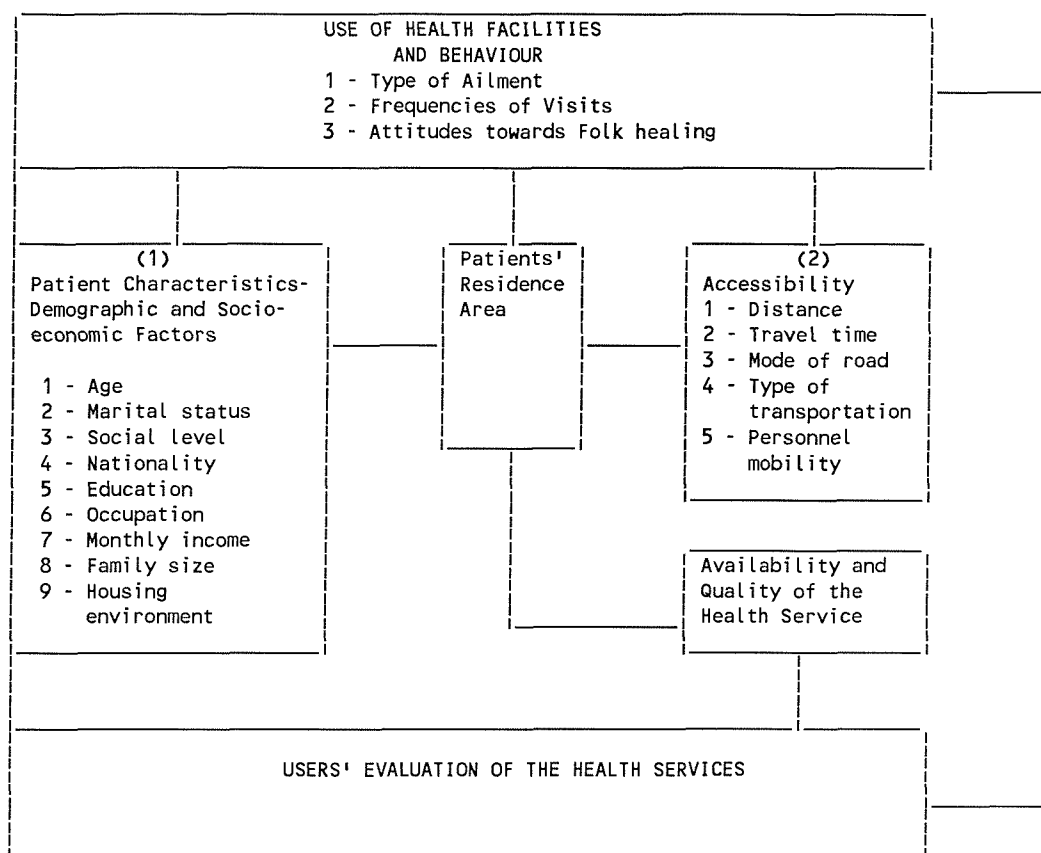 USE OF HEALTH FACILITIES
AND BEHAVIOUR
1 - Type of Ailment
2 - Frequencies of Visits
3 - Attitudes towards Folk healing
(1)
Patient Characteristics-
Demographic and Socio-
economic Factors
1 - Age
2 - Marital status
3 - Social level
4 - Nationality
5 - Education
6 - Occupation
7 - Monthly income
8 - Family size
9 - Housing
environment
Patients'
Residence
Area
(2)
Accessibility
1 - Distance
2 - Travel time
3 - Mode of road
4 - Type of
transportation
5 - Personnel
mobility
Availability and
Quality of the
Health Service
USERS' EVALUATION OF THE HEALTH SERVICES